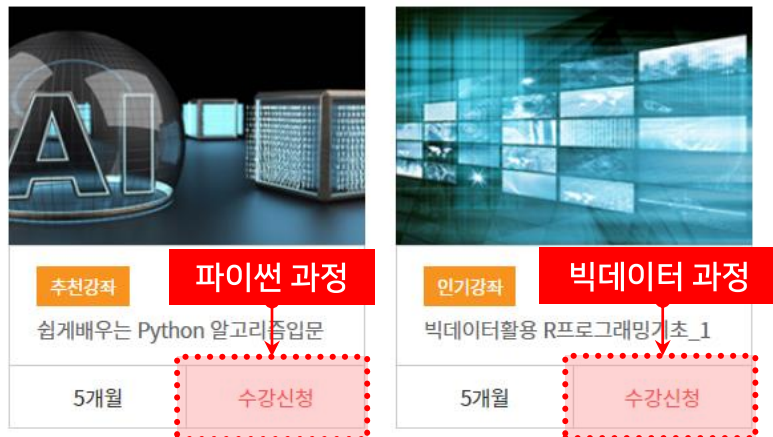 AI
추천강좌
파이썬 과정
쉽게배우는 Python 알고리즘입문
5개월
수강신청
인기강좌
빅데이터 과정
빅데이터활용 R프로그래밍기초_1
5개월
수강신청